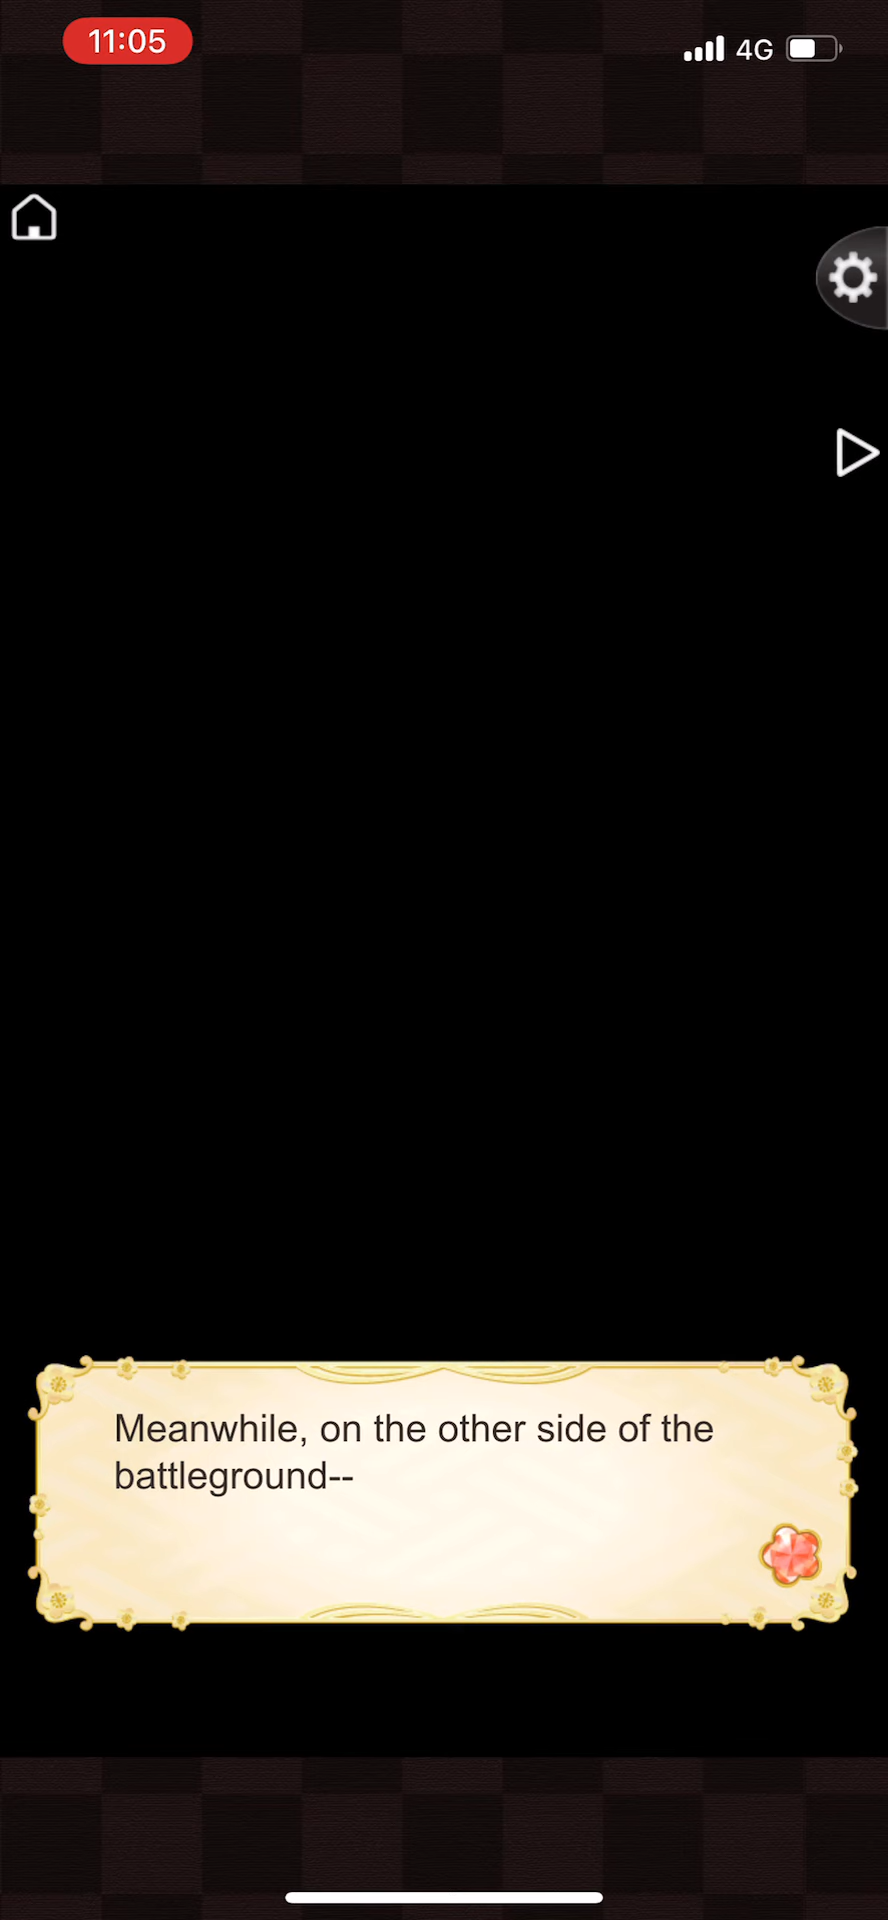 11:05
4G
Meanwhile, on the other side of the
battleground--